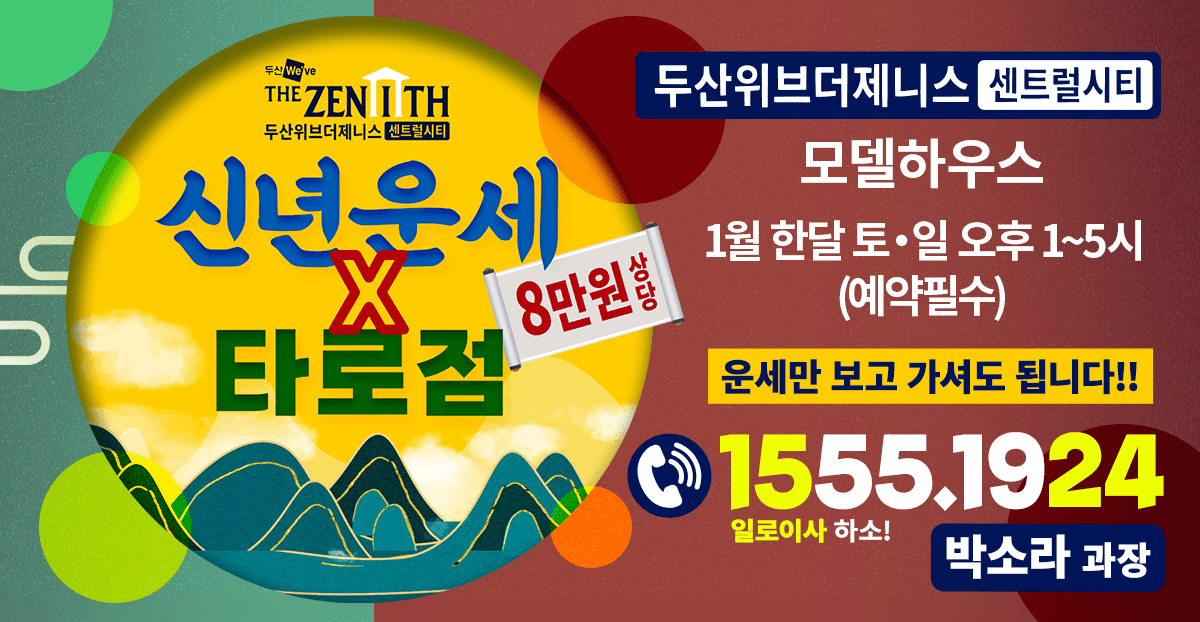 두산 We've
THE ZENITH
두산위브더제니스 센트럴시티
신년운세
X
타로점
8만원 상당
두산위브더제니스 센트럴시티
모델하우스
1월 한달 토·일 오후 1~5시
(예약필수)
운세만 보고 가셔도 됩니다!!
1555.1924
일로이사 하소!
박소라 과장